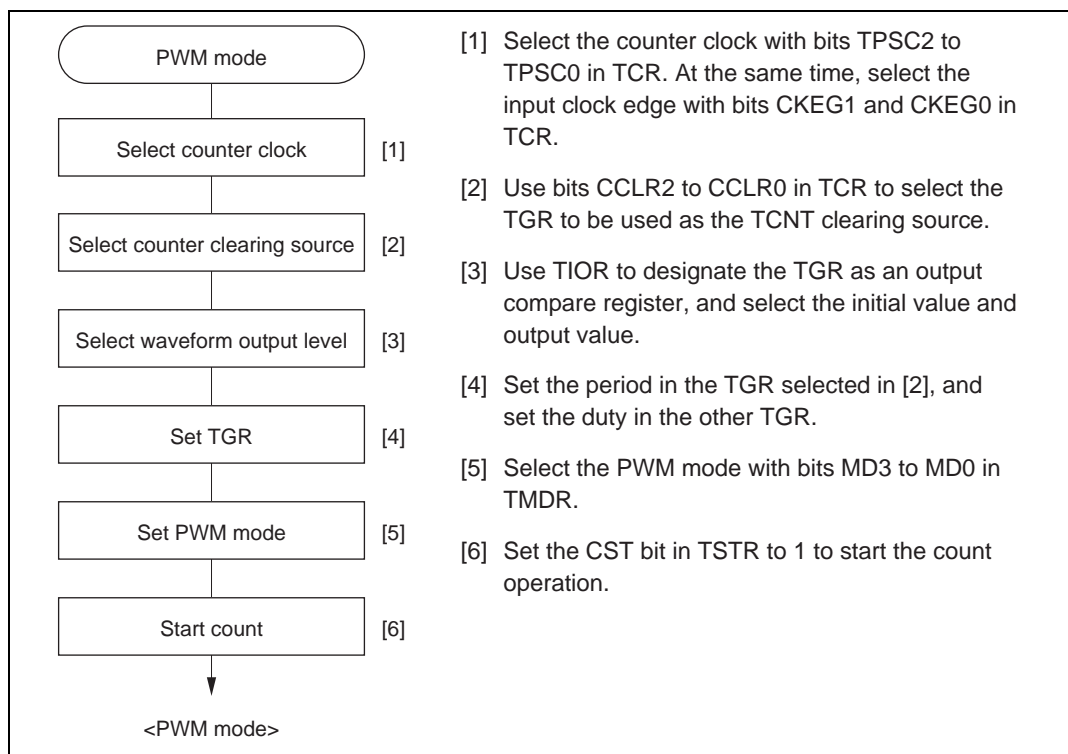 PWM mode
Select counter clock
[1]
Select counter clearing source
[2]
Select waveform output level
[3]
Set TGR
[4]
Set PWM mode
[5]
Start count
[6]
<PWM mode>
[1] Select the counter clock with bits TPSC2 to
TPSC0 in TCR. At the same time, select the
input clock edge with bits CKEG1 and CKEG0 in
TCR.
[2] Use bits CCLR2 to CCLR0 in TCR to select the
TGR to be used as the TCNT clearing source.
[3] Use TIOR to designate the TGR as an output
compare register, and select the initial value and
output value.
[4] Set the period in the TGR selected in [2], and
set the duty in the other TGR.
[5] Select the PWM mode with bits MD3 to MD0 in
TMDR.
[6] Set the CST bit in TSTR to 1 to start the count
operation.